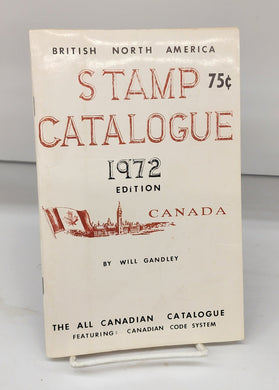 BRITISH NORTH AMERICA
STAMP 75¢
CATALOGUE
1972
EDITION
CANADA
BY WILL GANDLEY
THE ALL CANADIAN CATALOGUE
FEATURING: CANADIAN CODE SYSTEM